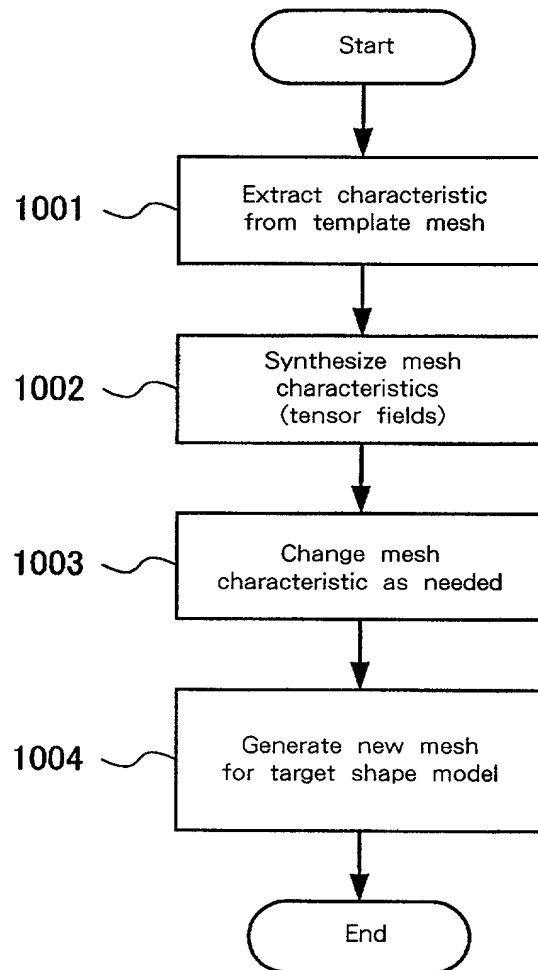 Start
1001
Extract characteristic
from template mesh
1002
Synthesize mesh
characteristics
(tensor fields)
1003
Change mesh
characteristic as needed
1004
Generate new mesh
for target shape model
End